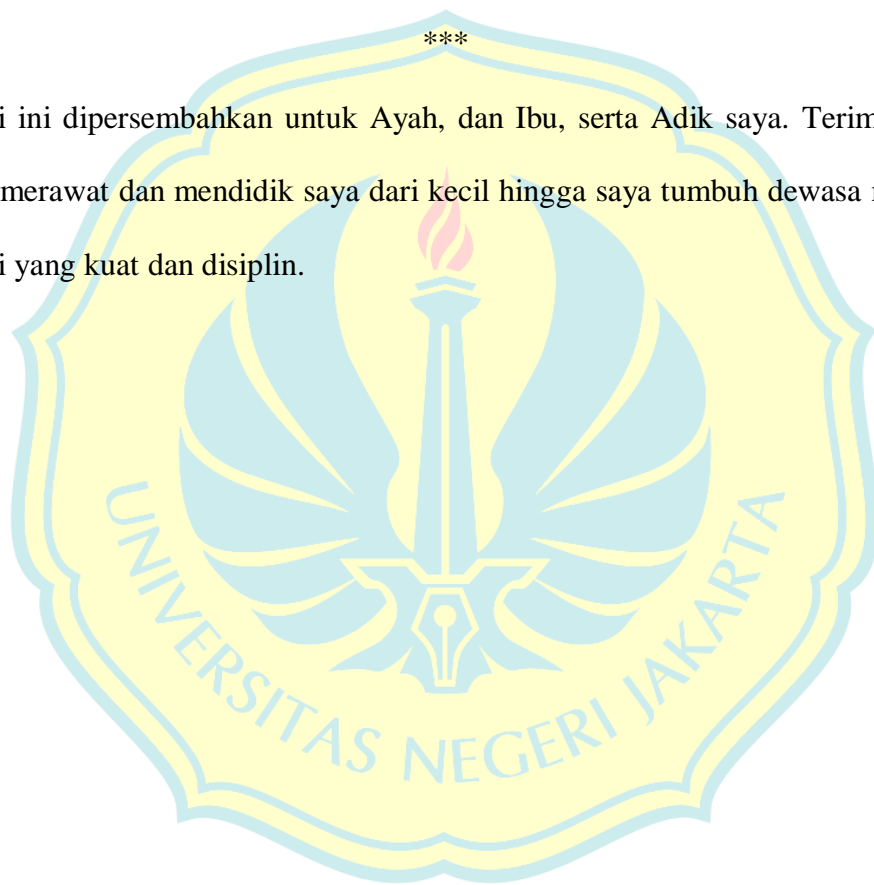 ***
i ini dipersembahkan untuk Ayah, dan Ibu, serta Adik saya. Terim
merawat dan mendidik saya dari kecil hingga saya tumbuh dewasa
i yang kuat dan disiplin.
UNIVERSITAS NEGERI JAKARTA